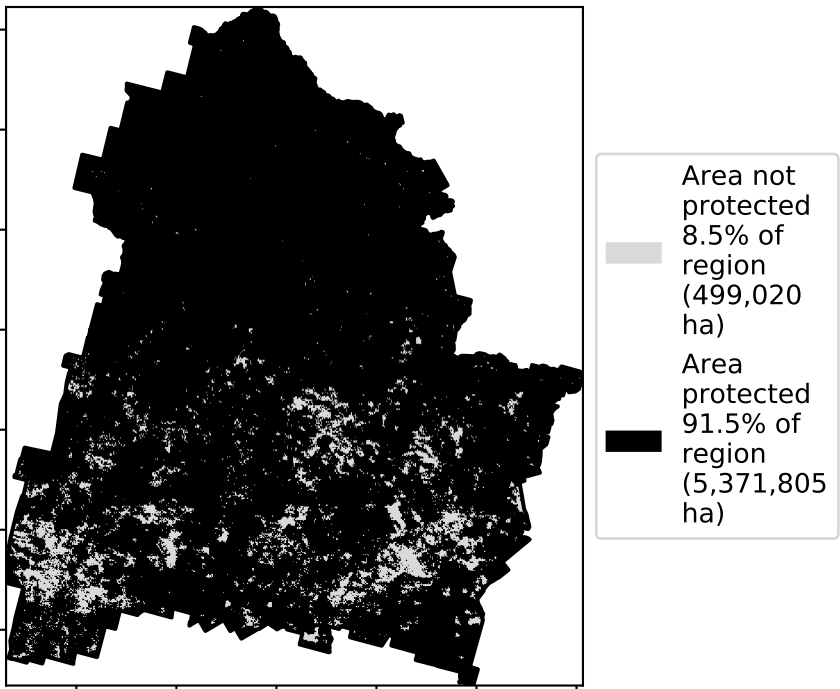 Area not
protected
8.5% of
region
(499,020
ha)
Area
protected
91.5% of
region
(5,371,805
ha)